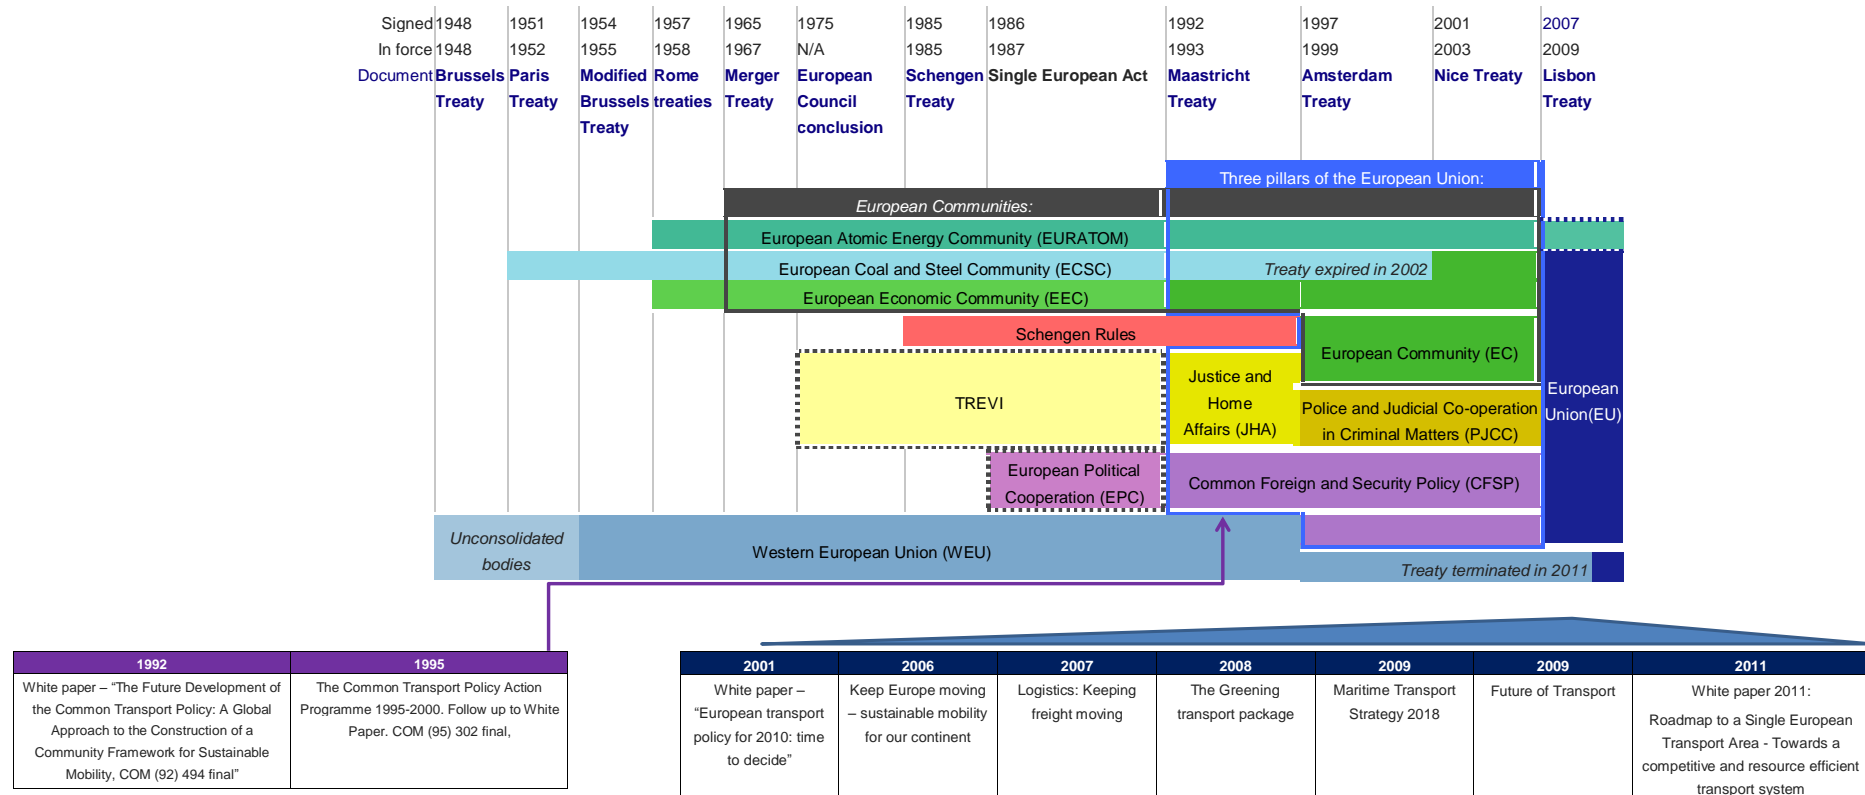 Signed 1948 1951 1954 1957 1965 1975 1985 1986 1992 1997 2001 2007
In force 1948 1952 1955 1958 1967 N/A 1985 1987 1993 1999 2003 2009
Document Brussels Paris Modified Rome Merger European Schengen Single European Act Maastricht Amsterdam Nice Treaty Lisbon
Treaty Treaty Brussels treaties Treaty Council Treaty Treaty Treaty Treaty
Treaty conclusion
Three pillars of the European Union:
European Communities:
European Atomic Energy Community (EURATOM)
European Coal and Steel Community (ECSC) Treaty expired in 2002
European Economic Community (EEC)
Schengen Rules
European Community (EC)
Justice and
Home
Affairs (JHA)
TREVI
European
Union(EU)
Police and Judicial Co-operation
in Criminal Matters (PJCC)
European Political
Cooperation (EPC)
Common Foreign and Security Policy (CFSP)
Unconsolidated
bodies
Western European Union (WEU)
Treaty terminated in 2011
1992
White paper – “The Future Development of
the Common Transport Policy: A Global
Approach to the Construction of a
Community Framework for Sustainable
Mobility, COM (92) 494 final”
1995
The Common Transport Policy Action
Programme 1995-2000. Follow up to White
Paper. COM (95) 302 final,
2001
White paper –
“European transport
policy for 2010: time
to decide”
2006
Keep Europe moving
– sustainable mobility
for our continent
2007
Logistics: Keeping
freight moving
2008
The Greening
transport package
2009
Maritime Transport
Strategy 2018
2009
Future of Transport
2011
White paper 2011:
Roadmap to a Single European
Transport Area - Towards a
competitive and resource efficient
transport system